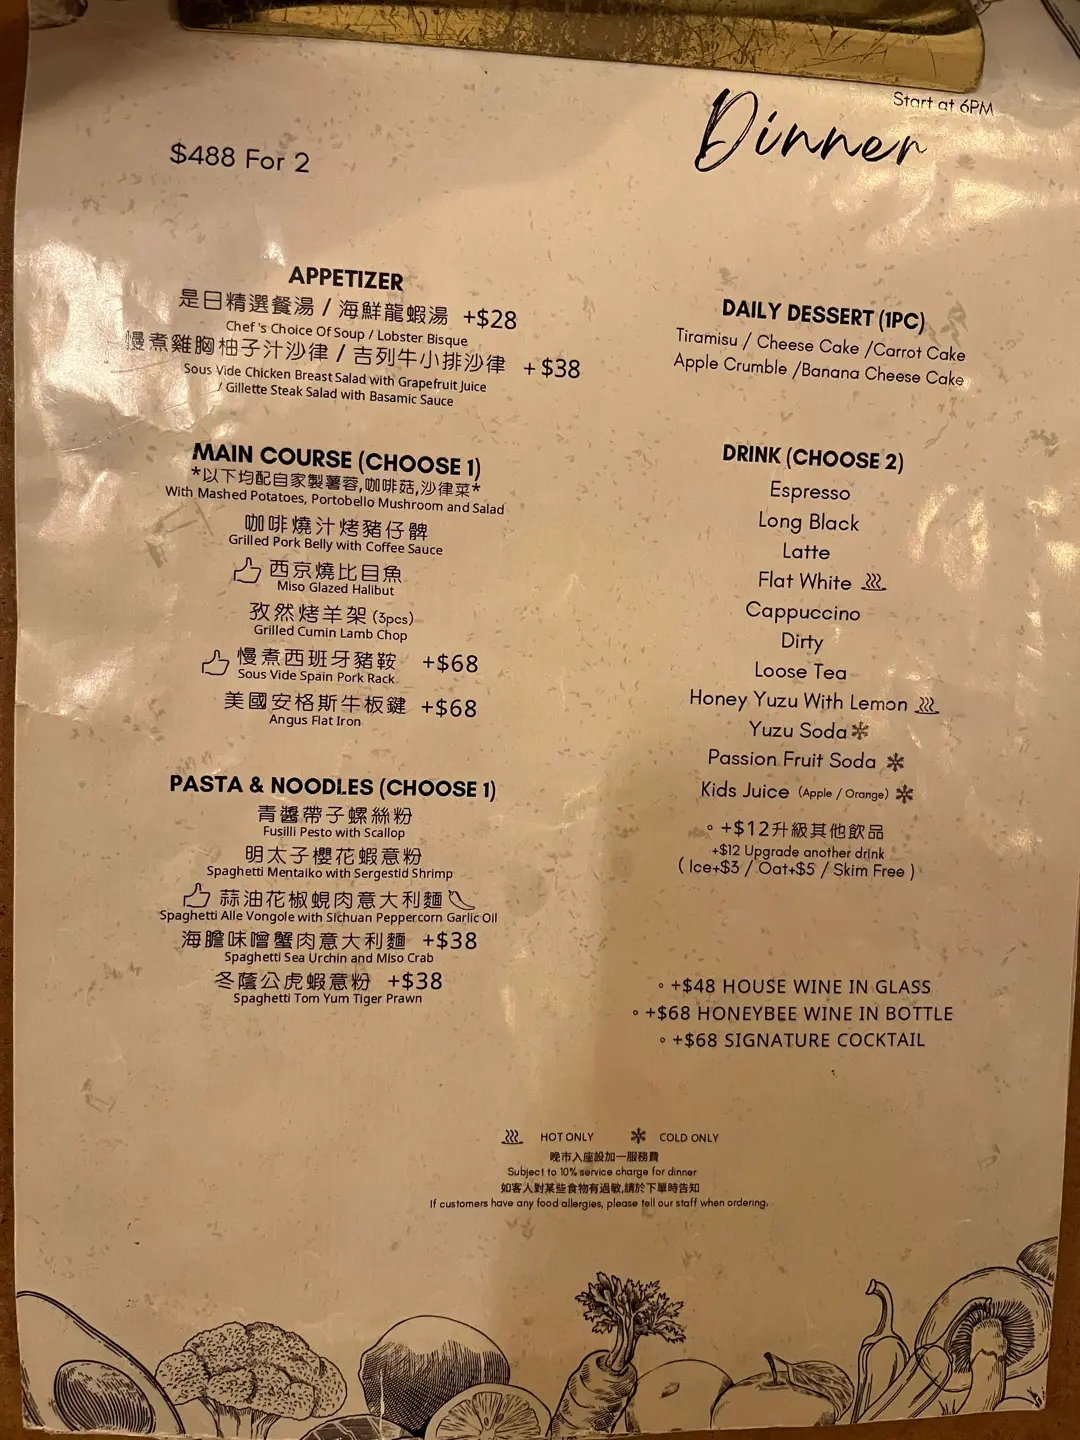 Start at 6PM
Dinner
$488 For 2
APPETIZER
是日精選餐湯 / 海鮮龍蝦湯 +$28
Chef's Choice Of Soup / Lobster Bisque
慢煮雞胸柚子汁沙律 / 吉列牛小排沙律 +$38
Sous Vide Chicken Breast Salad with Grapefruit Juice
/ Gillette Steak Salad with Basamic Sauce
MAIN COURSE (CHOOSE 1)
*以下均配自家製薯蓉,咖啡菇,沙律菜*
With Mashed Potatoes, Portobello Mushroom and Salad
咖啡燒汁烤豬仔髀
Grilled Pork Belly with Coffee Sauce
西京燒比目魚
Miso Glazed Halibut
孜然烤羊架 (3pcs)
Grilled Cumin Lamb Chop
慢煮西班牙豬鞍 +$68
Sous Vide Spain Pork Rack
美國安格斯牛板鍵 +$68
Angus Flat Iron
PASTA & NOODLES (CHOOSE 1)
青醬帶子螺絲粉
Fusilli Pesto with Scallop
明太子櫻花蝦意粉
Spaghetti Mentaiko with Sergestid Shrimp
蒜油花椒蜆肉意大利麵
Spaghetti Alle Vongole with Sichuan Peppercorn Garlic Oil
海膽味噌蟹肉意大利麵 +$38
Spaghetti Sea Urchin and Miso Crab
冬蔭公虎蝦意粉 +$38
Spaghetti Tom Yum Tiger Prawn
DAILY DESSERT (1PC)
Tiramisu / Cheese Cake /Carrot Cake
Apple Crumble /Banana Cheese Cake
DRINK (CHOOSE 2)
Espresso
Long Black
Latte
Flat White
Cappuccino
Dirty
Loose Tea
Honey Yuzu With Lemon
Yuzu Soda
Passion Fruit Soda
Kids Juice (Apple / Orange)
◦ +$12升級其他飲品
+$12 Upgrade another drink
( Ice+$3 / Oat+$5 / Skim Free )
◦ +$48 HOUSE WINE IN GLASS
◦ +$68 HONEYBEE WINE IN BOTTLE
◦ +$68 SIGNATURE COCKTAIL
HOT ONLY COLD ONLY
晚市入座設加一服務費
Subject to 10% service charge for dinner
如客人對某些食物有過敏,請於下單時告知
If customers have any food allergies, please tell our staff when ordering.